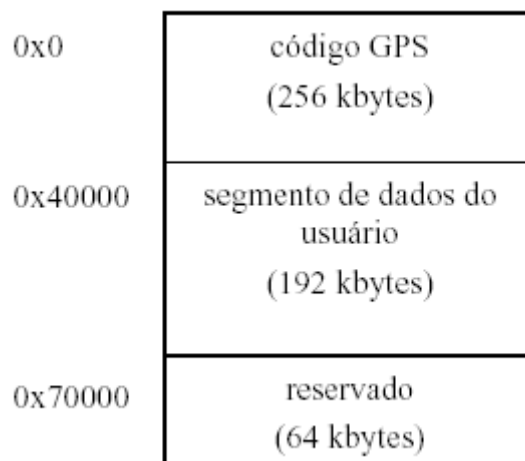 0x0
código GPS
(256 kbytes)
0x40000
segmento de dados do
usuário
(192 kbytes)
0x70000
reservado
(64 kbytes)